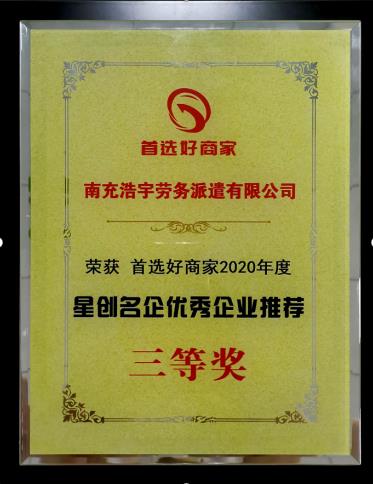 首选好商家
南充浩宇劳务派遣有限公司
荣获 首选好商家2020年度
星创名企优秀企业推荐
三等奖